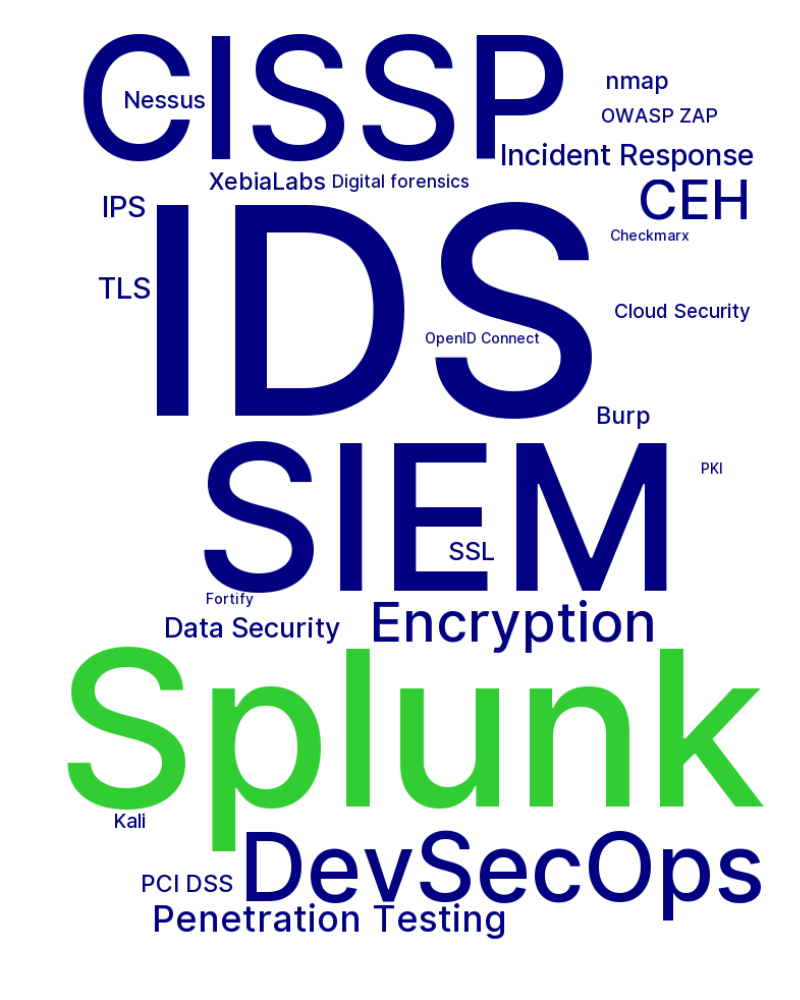 CISSP
nmap
Nessus
OWASP ZAP
Incident Response
XebiaLabs
Digital forensics
CEH
IPS
IDS
Checkmarx
TLS
Cloud Security
OpenID Connect
Burp
SIEM
PKI
SSL
Fortify
Data Security
Encryption
Splunk
Kali
DevSecOps
PCI DSS
Penetration Testing